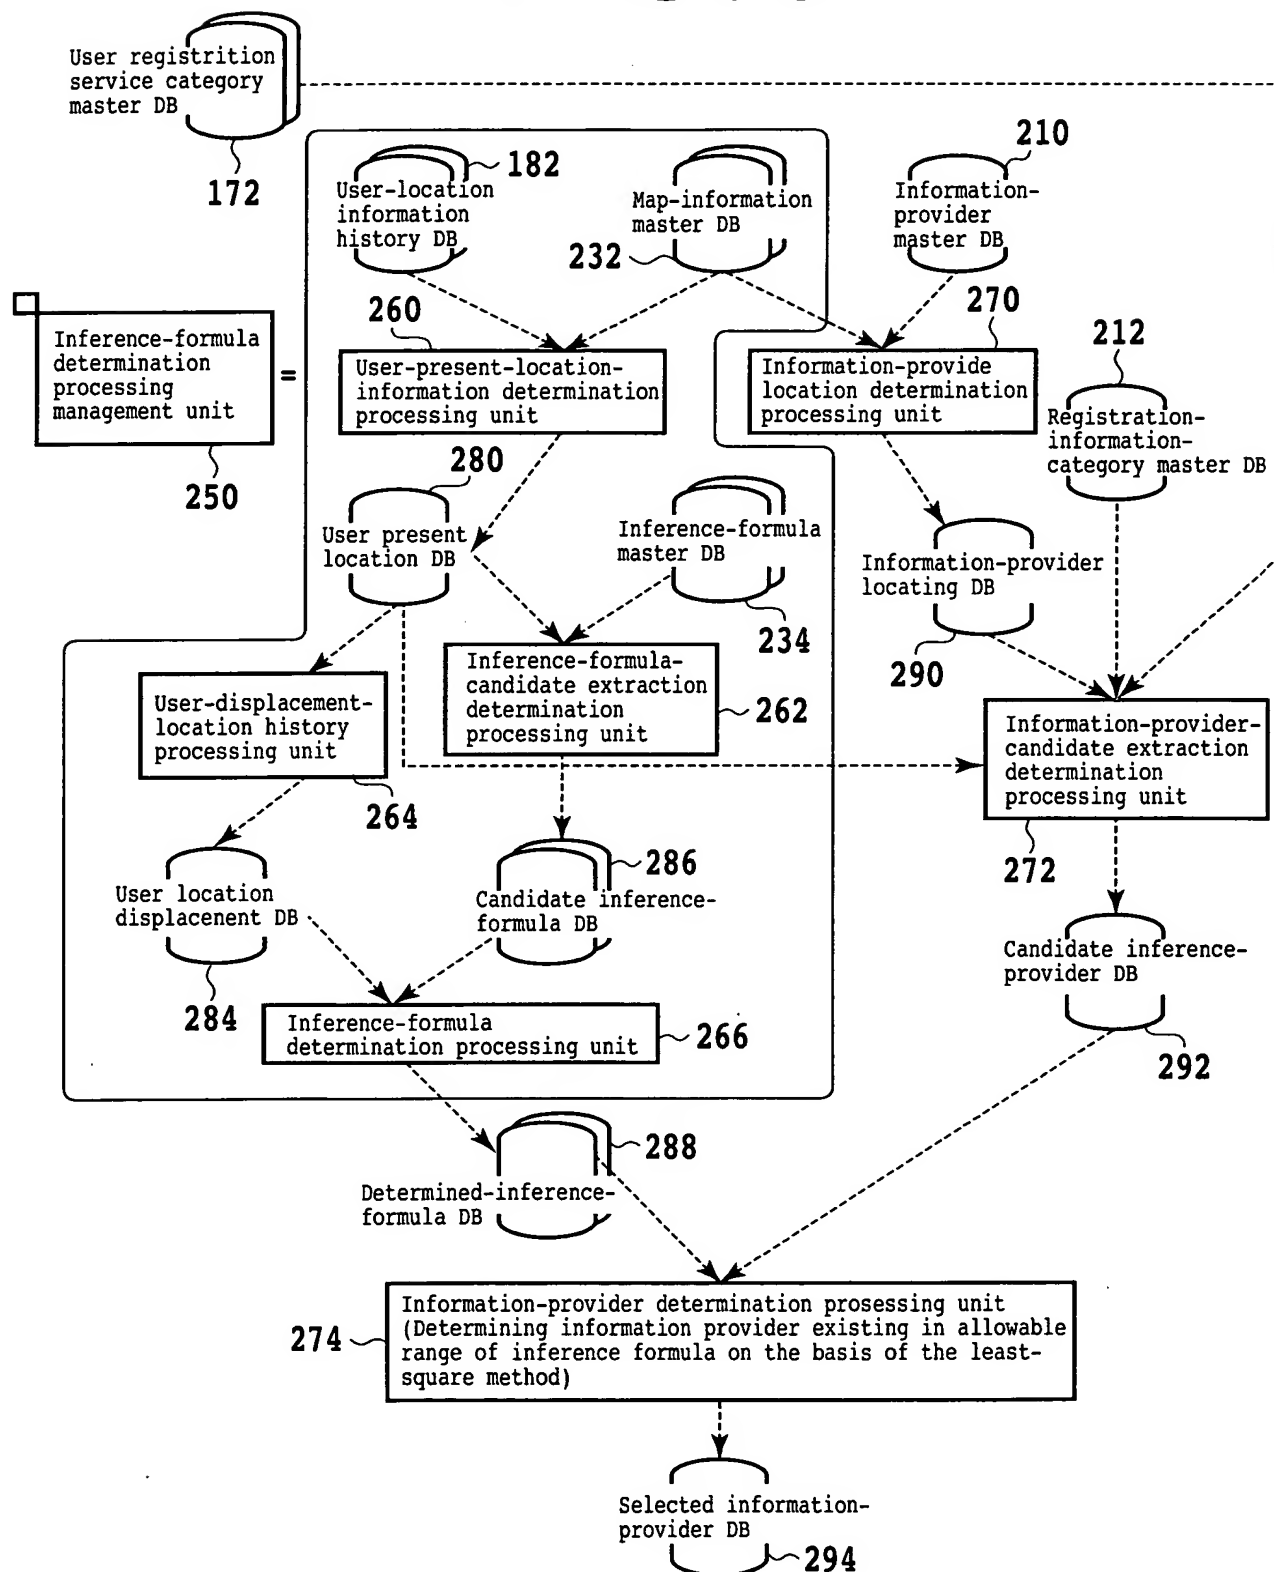 User registrition
service category
master DB
172
182
User-location
information
history DB
Map-information
master DB
232
210
Information-
provider
master DB
Inference-formula
determination
processing
management unit
=
250
260
User-present-location-
information determination
processing unit
270
Information-provide
location determination
processing unit
212
Registration-
information-
category master DB
280
User present
location DB
Inference-formula
master DB
234
Information-provider
locating DB
290
User-displacement-
location history
processing unit
264
Inference-formula-
candidate extraction
determination
processing unit
262
Information-provider-
candidate extraction
determination
processing unit
272
User location
displacenent DB
284
286
Candidate inference-
formula DB
Candidate inference-
provider DB
292
Inference-formula
determination processing unit
266
288
Determined-inference-
formula DB
274
Information-provider determination prosessing unit
(Determining information provider existing in allowable
range of inference formula on the basis of the least-
square method)
Selected information-
provider DB
294